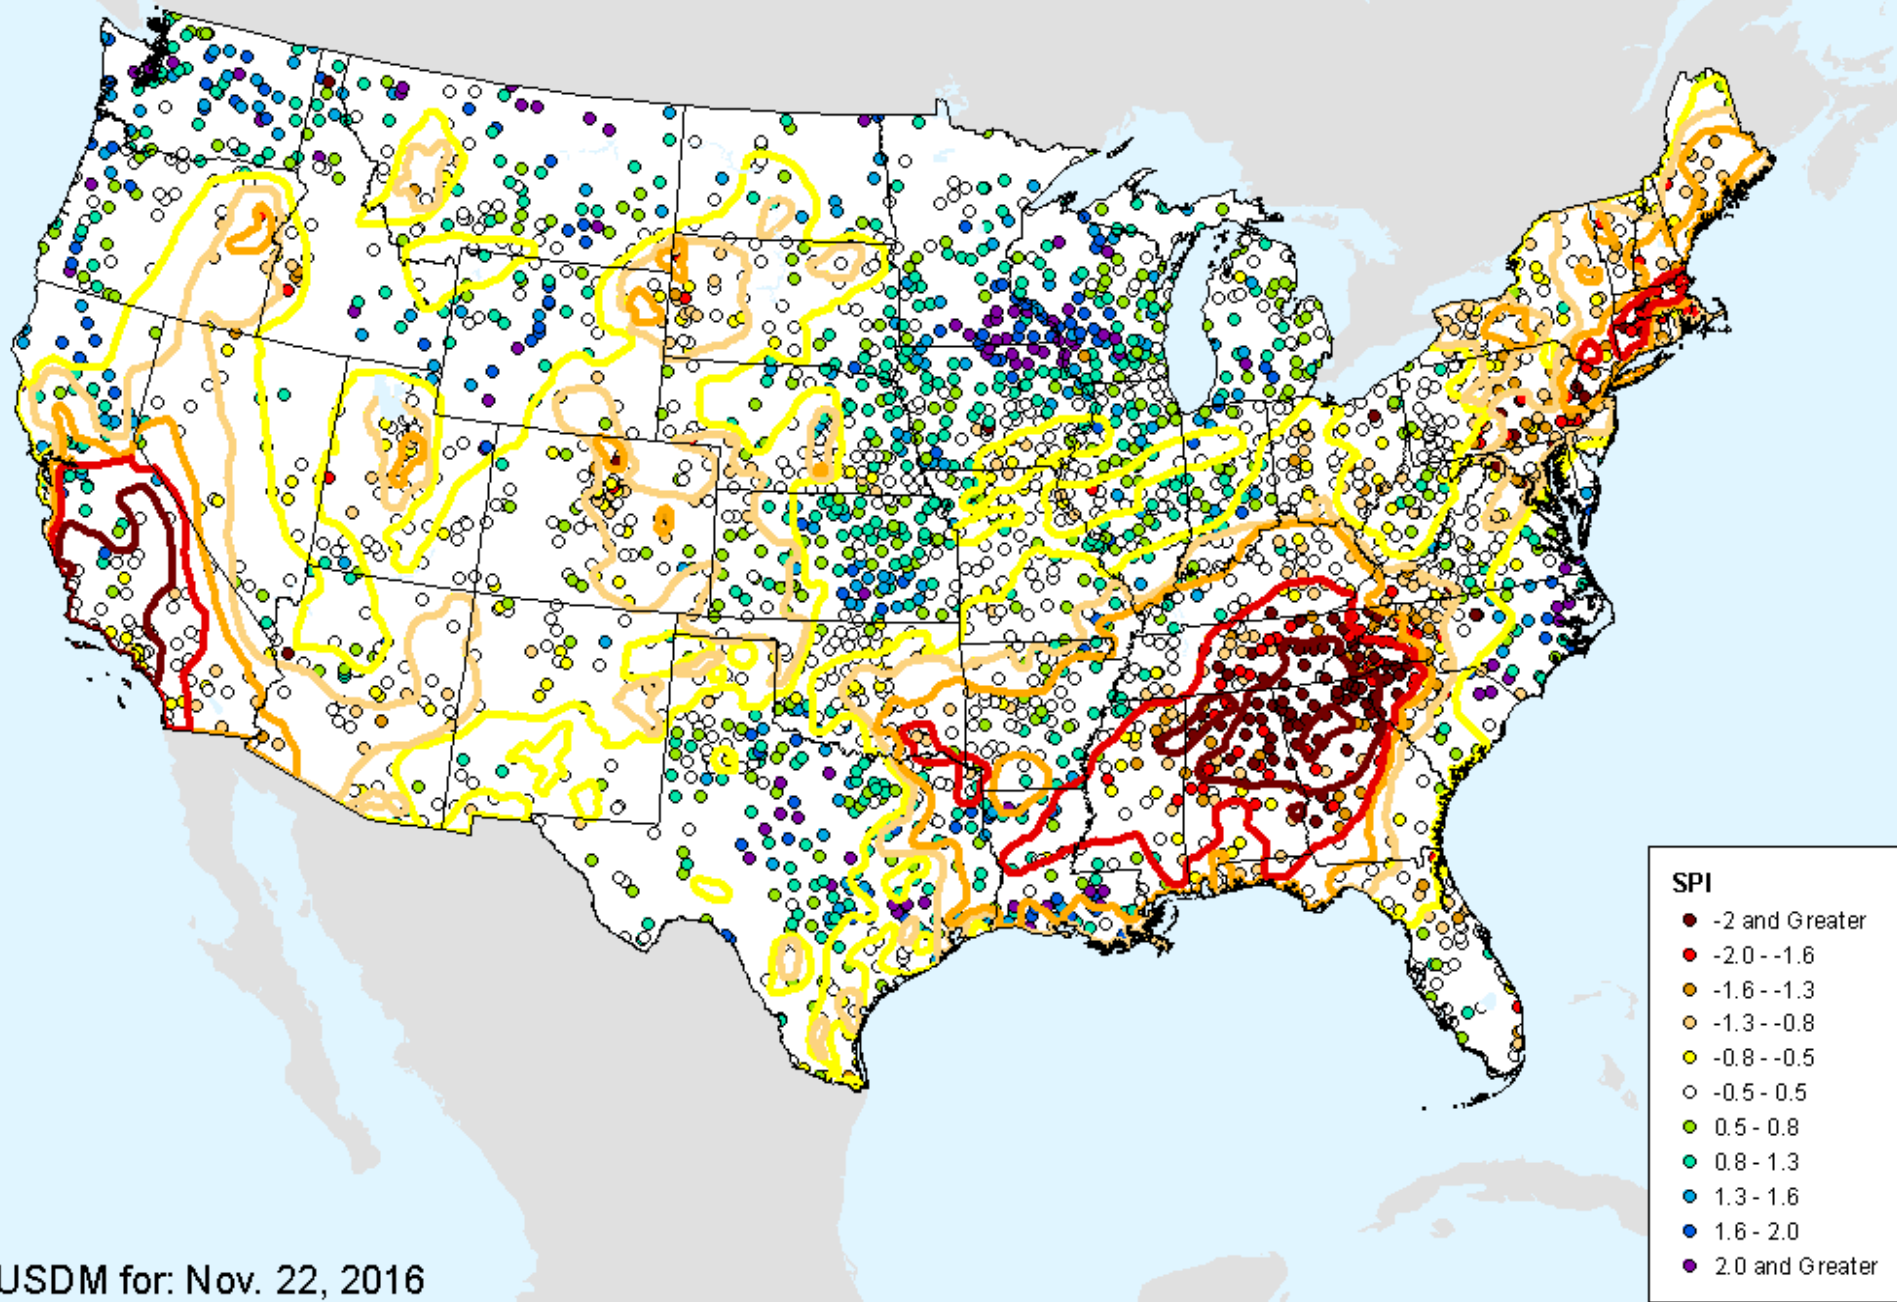 SPI
-2 and Greater
-2.0 - -1.6
-1.6 - -1.3
-1.3 - -0.8
-0.8 - -0.5
-0.5 - 0.5
0.5 - 0.8
0.8 - 1.3
1.3 - 1.6
1.6 - 2.0
2.0 and Greater
USDM for: Nov. 22, 2016